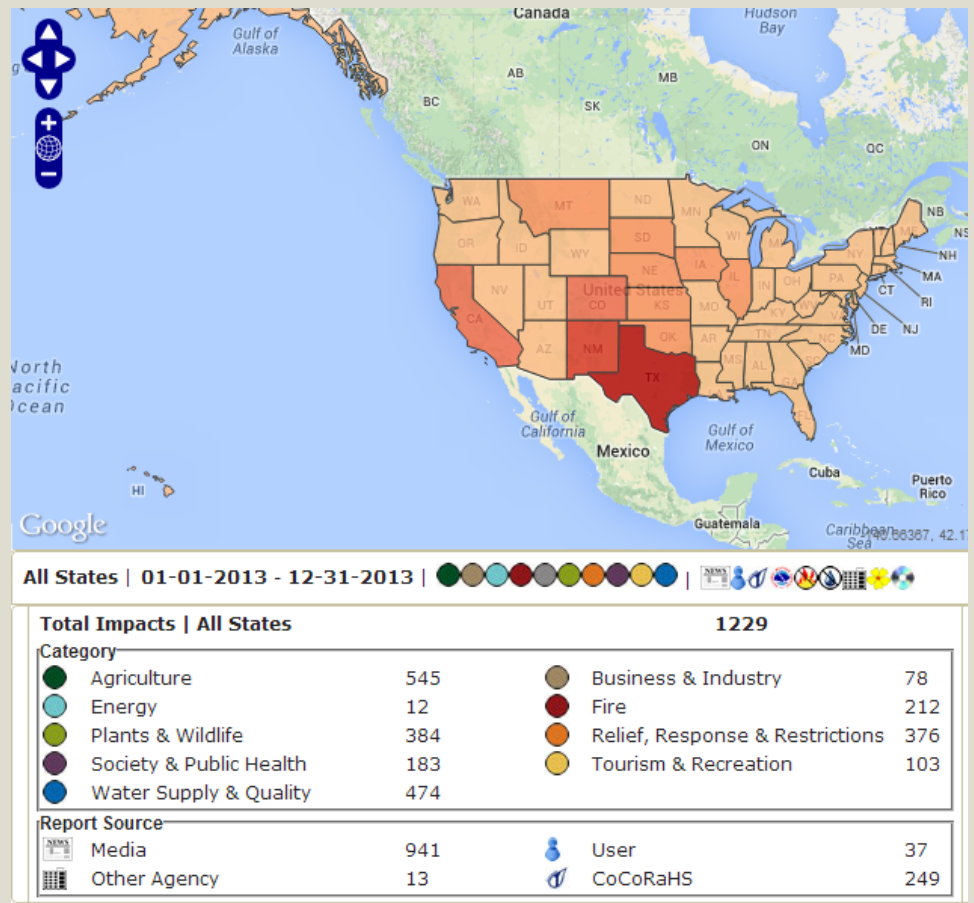 Canada
Hudson
Bay
Gulf of
Alaska
AB
MB
BC
SK
ON
QC
WA
MT
ND
MN
NB
OR
ID
SD
WI
ME
NS
WY
NY
NH
IA
MA
NE
PA
NV
IL
IN
OH
CT
RI
UT
CO
United States
KS
MO
WV
VA
DE
NJ
CA
KY
MD
AZ
NM
OK
AR
TN
NC
SC
MS
AL
GA
TX
FL
North
Pacific
Ocean
Gulf of
California
Gulf of
Mexico
Mexico
Cuba
Puerto
Rico
HI
Guatemala
Caribbean
Sea
Google
All States | 01-01-2013 - 12-31-2013 | | NEWS
Total Impacts | All States 1229
Category
Agriculture 545 Business & Industry 78
Energy 12 Fire 212
Plants & Wildlife 384 Relief, Response & Restrictions 376
Society & Public Health 183 Tourism & Recreation 103
Water Supply & Quality 474
Report Source
NEWS Media 941 User 37
Other Agency 13 CoCoRaHS 249